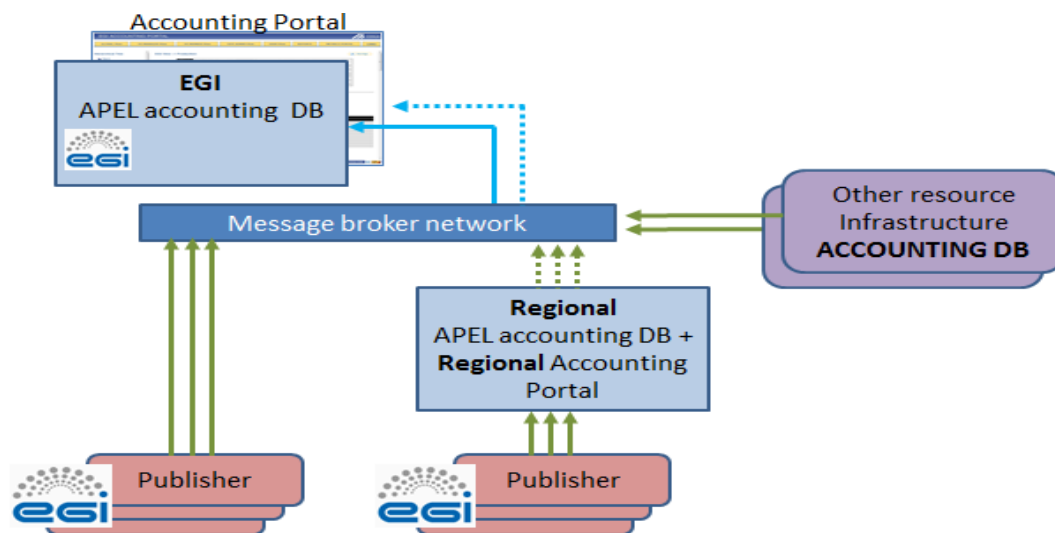 Accounting Portal
EGI
APEL accounting DB
egi
Message broker network
Other resource
Infrastructure
ACCOUNTING DB
Regional
APEL accounting DB +
Regional Accounting
Portal
egi
Publisher
egi
Publisher